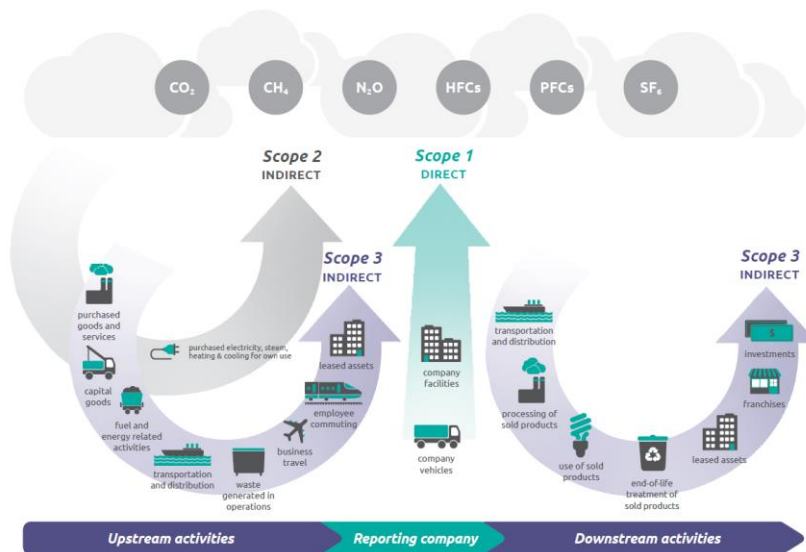 CO₂
CH₄
N₂O
HFCs
PFCs
SF₆
Scope 2
INDIRECT
Scope 1
DIRECT
Scope 3
INDIRECT
Scope 3
INDIRECT
purchased
goods and
services
capital
goods
fuel and
energy related
activities
transportation
and distribution
waste
generated in
operations
business
travel
employee
commuting
leased assets
purchased electricity, steam,
heating & cooling for own use
company
facilities
company
vehicles
transportation
and distribution
processing of
sold products
use of sold
products
end-of-life
treatment of
sold products
leased assets
franchises
$
investments
Upstream activities
Reporting company
Downstream activities